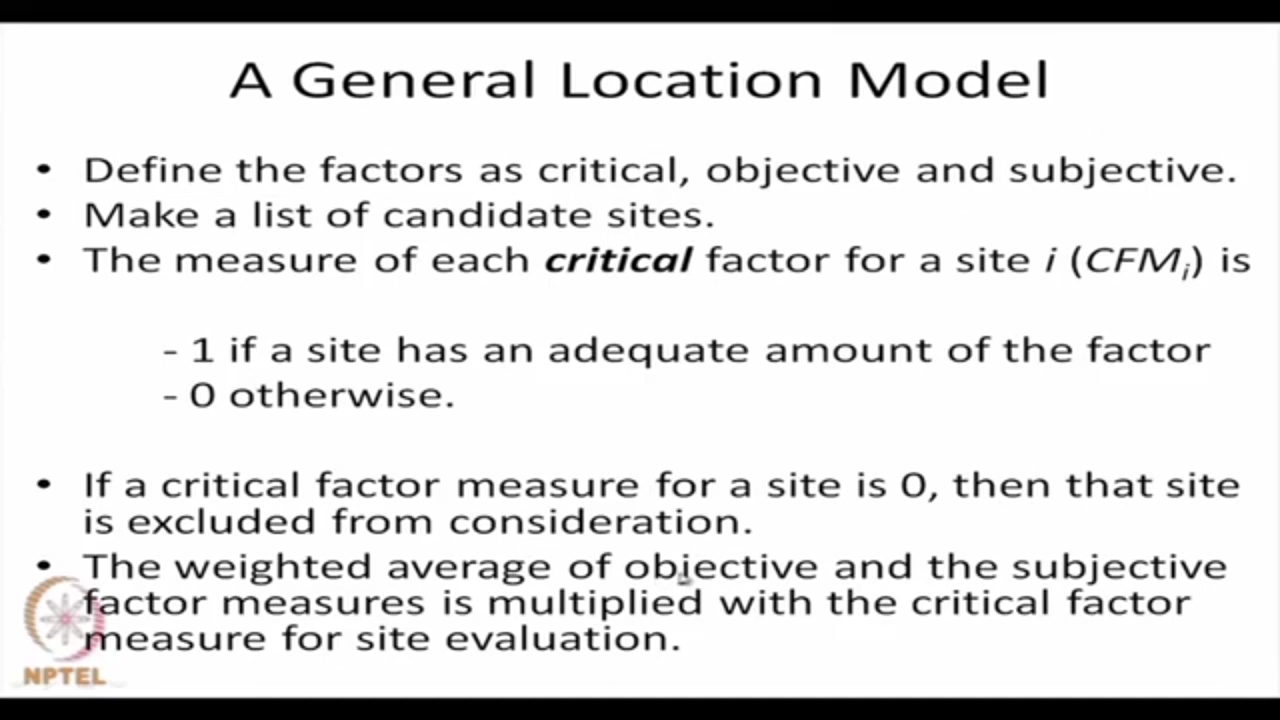 A General Location Model
• Define the factors as critical, objective and subjective.
• Make a list of candidate sites.
• The measure of each critical factor for a site i (CFMi) is
- 1 if a site has an adequate amount of the factor
- 0 otherwise.
• If a critical factor measure for a site is 0, then that site
is excluded from consideration.
• The weighted average of objective and the subjective
factor measures is multiplied with the critical factor
measure for site evaluation.
NPTEL